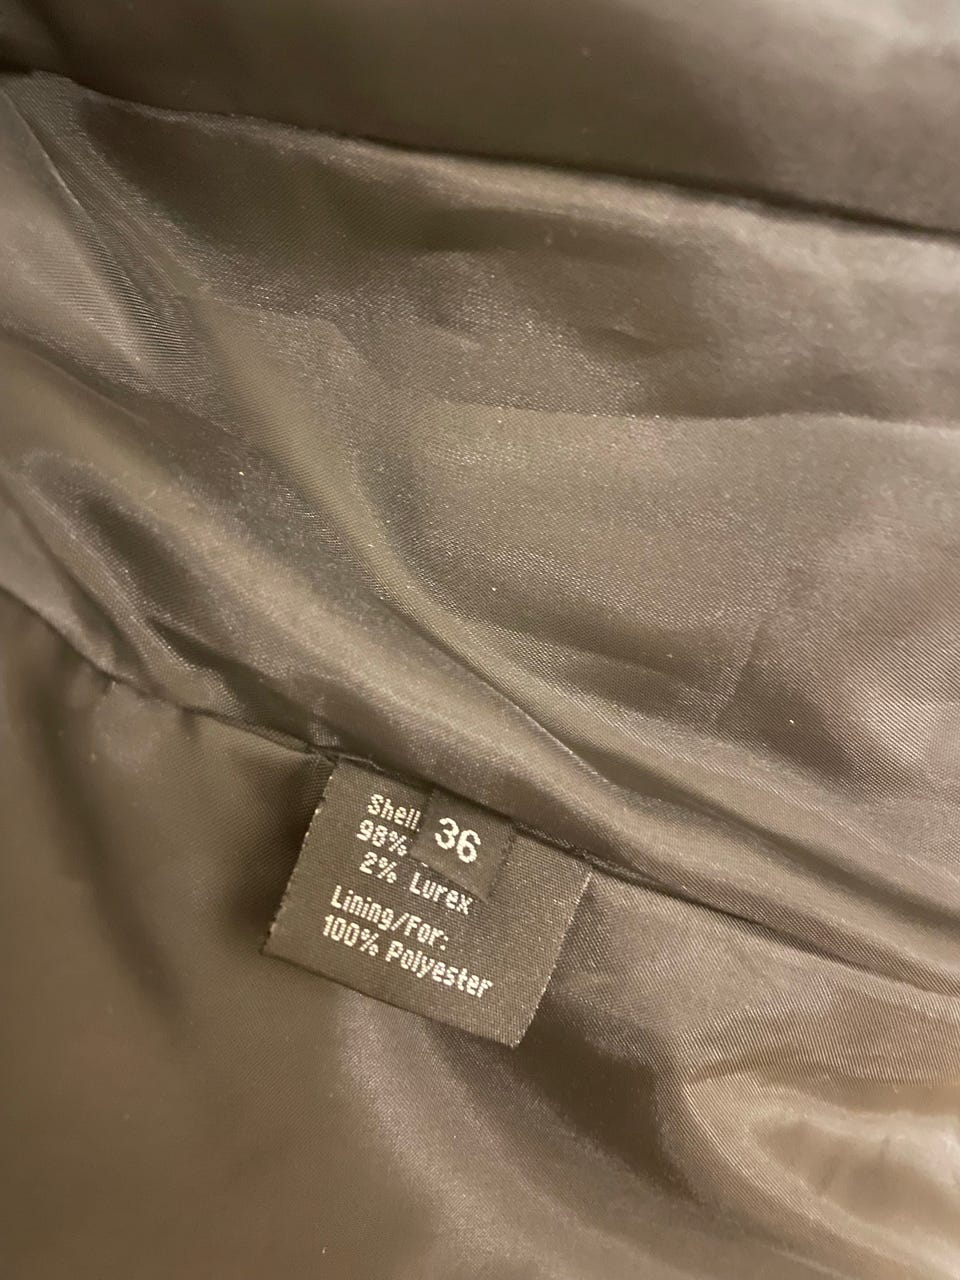 36
Shell
98%
2% Lurex
Lining/For:
100% Polyester